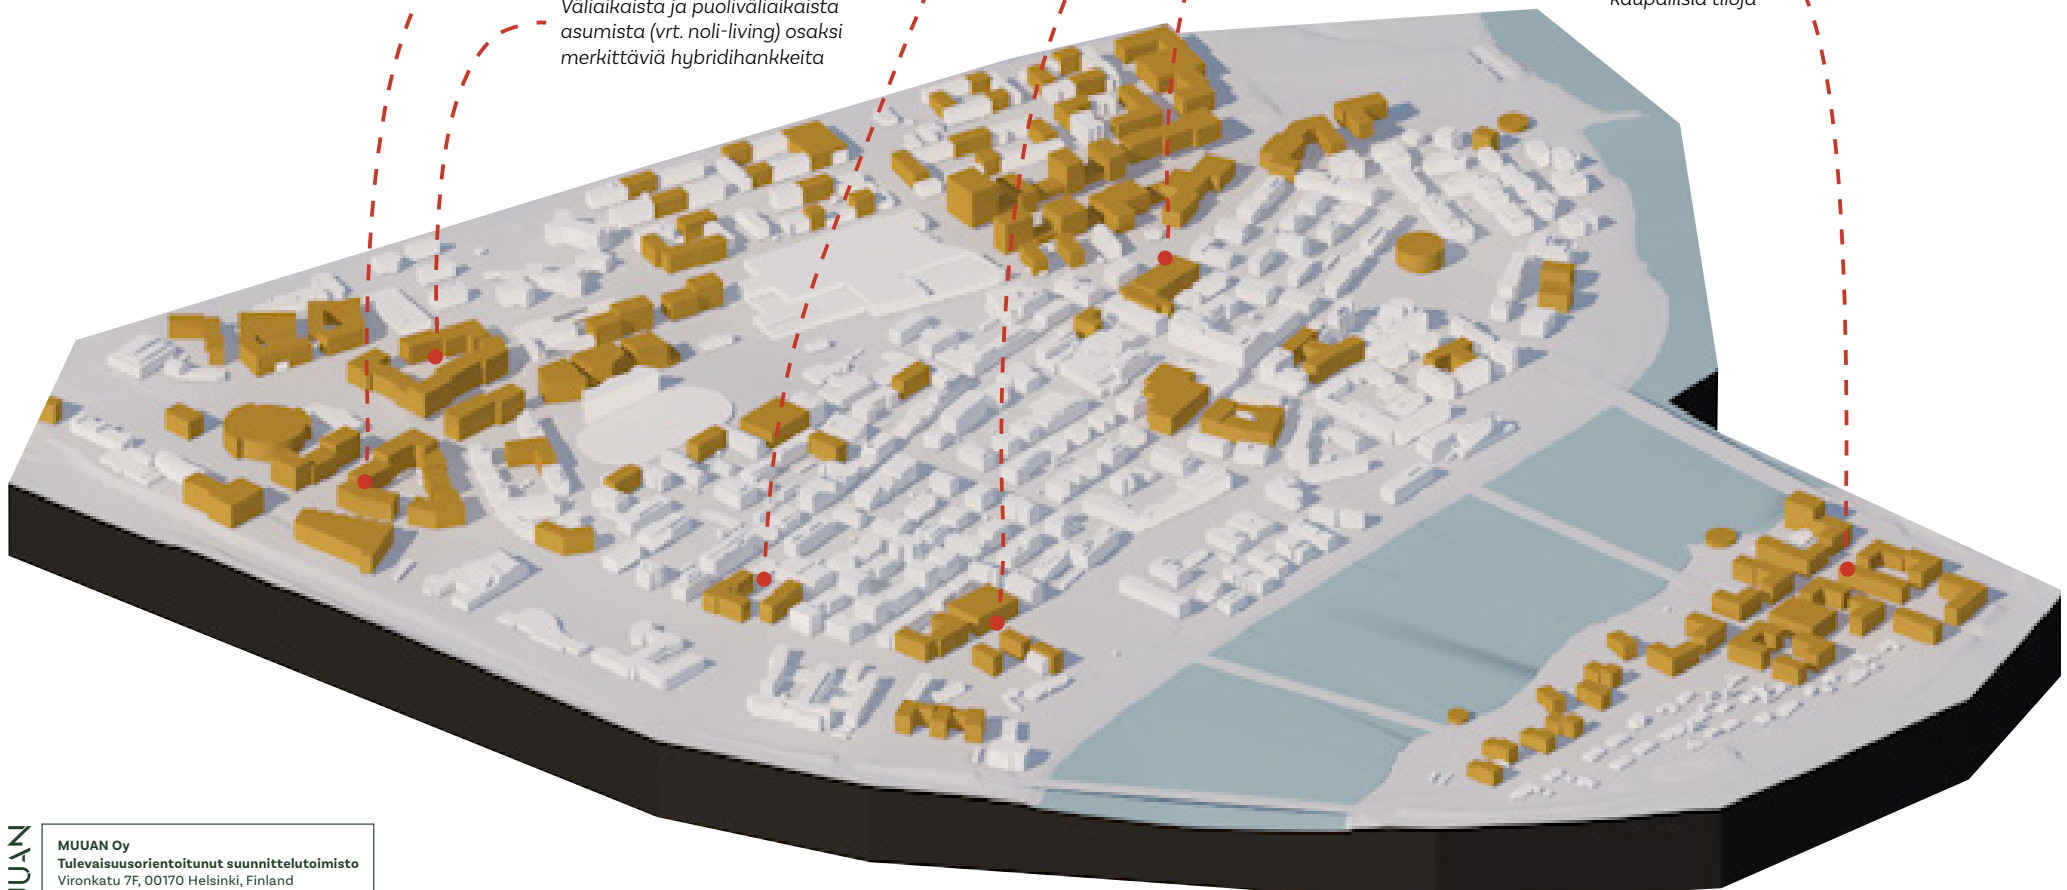 Väliaikaista ja puoliväliaikaista
asumista (vrt. noli-living) osaksi
merkittäviä hybridihankkeita
kaupallisia tiloja
MUUAN
MUUAN Oy
Tulevaisuusorientoitunut suunnittelutoimisto
Vironkatu 7F, 00170 Helsinki, Finland